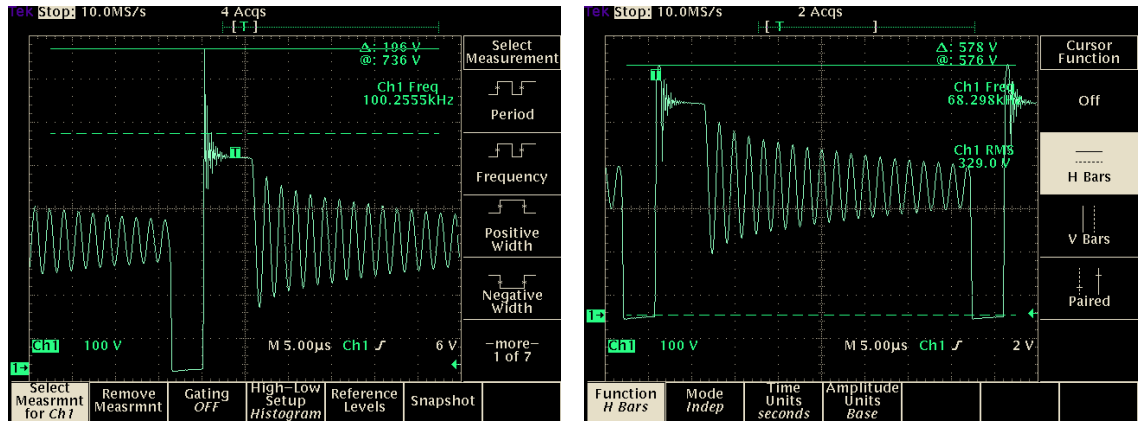 Tek Stop: 10.0MS/s 4 Acqs
[ T ]
Δ: 196 V
@: 736 V
Ch1 Freq
100.2555kHz
T
Ch1 100 V M 5.00µs Ch1 6 V
1
Select
Measurement
Period
Frequency
Positive
Width
Negative
Width
–more–
1 of 7
Select
Measrmnt
for Ch1
Remove
Measrmnt
Gating
OFF
High–Low
Setup
Histogram
Reference
Levels
Snapshot
Tek Stop: 10.0MS/s 2 Acqs
[ T ]
Δ: 578 V
@: 576 V
Ch1 Freq
68.298kH
Ch1 RMS
329.0 V
T
1
Ch1 100 V M 5.00µs Ch1 2 V
Cursor
Function
Off
H Bars
V Bars
Paired
Function
H Bars
Mode
Indep
Time
Units
seconds
Amplitude
Units
Base